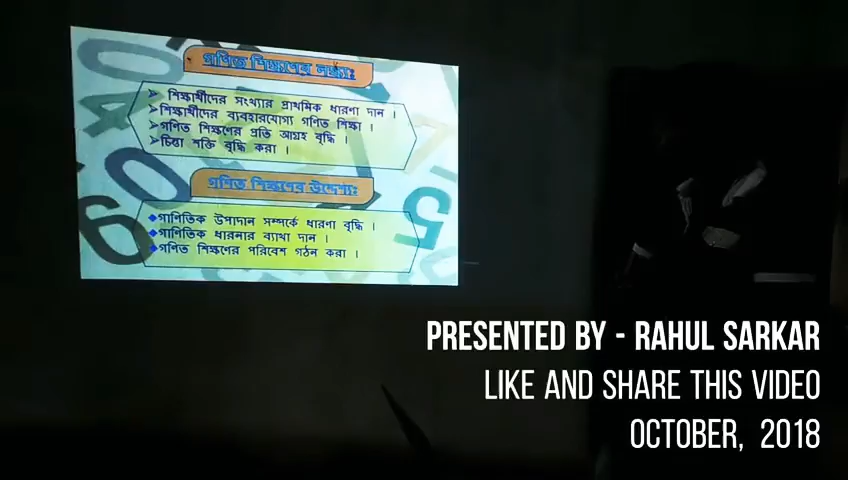 গণিত শিক্ষণের লক্ষ্যঃ
➢ শিক্ষার্থীদের সংখ্যার প্রাথমিক ধারণা দান ।
➢শিক্ষার্থীদের ব্যবহারযোগ্য গণিত শিক্ষা ।
➢গণিত শিক্ষণের প্রতি আগ্রহ বৃদ্ধি ।
➢চিন্তা শক্তি বৃদ্ধি করা ।
গণিত শিক্ষণের উদ্দেশ্যঃ
◆গাণিতিক উপাদান সম্পর্কে ধারণা বৃদ্ধি ।
◆গাণিতিক ধারনার ব্যাখা দান ।
◆গণিত শিক্ষণের পরিবেশ গঠন করা ।
PRESENTED BY - RAHUL SARKAR
LIKE AND SHARE THIS VIDEO
OCTOBER, 2018